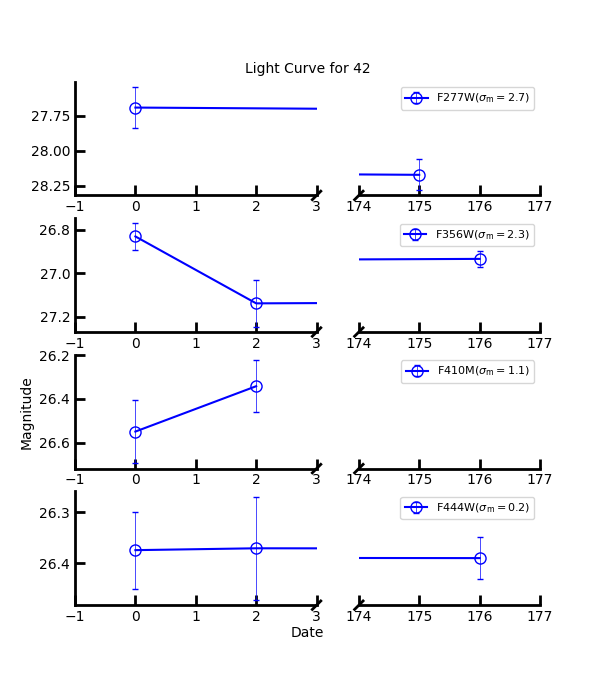 Light Curve for 42
F277W(σm = 2.7)
27.75
28.00
28.25
−1 0 1 2 3 174 175 176 177
F356W(σm = 2.3)
26.8
27.0
27.2
−1 0 1 2 3 174 175 176 177
F410M(σm = 1.1)
26.2
26.4
26.6
−1 0 1 2 3 174 175 176 177
Magnitude
F444W(σm = 0.2)
26.3
26.4
−1 0 1 2 3 174 175 176 177
Date